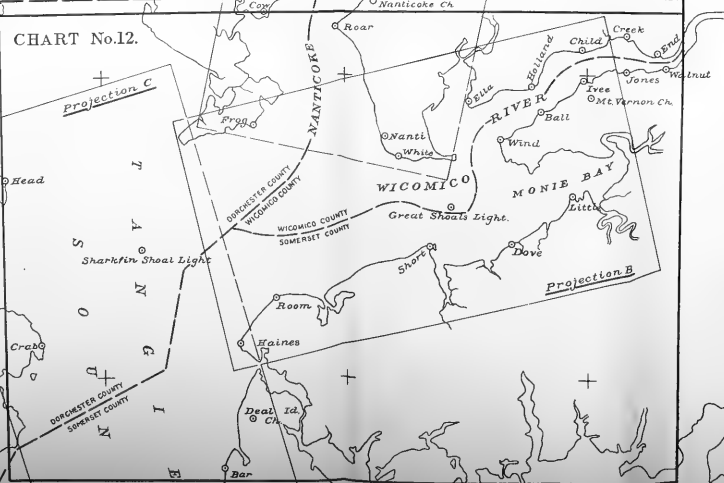 Cow
Nanticoke Ch
Roar
CHART No.12.
Creek
Child
End
NANTICOKE
Holland
Walnut
Jones
Projection C
Ella
Ivee
Mt. Vernon Ch.
RIVER
Ball
Frog
Nanti
White
Wind
Head
DORCHESTER COUNTY
WICOMICO COUNTY
WICOMICO
MONIE BAY
Little
Great Shoals Light.
WICOMICO COUNTY
SOMERSET COUNTY
Sharkfin Shoal Light
Short
Dove
Projection B
TANGIE
SOUN
Room
Crab
Haines
DORCHESTER COUNTY
SOMERSET COUNTY
Deal Id.
Ch.
Bar